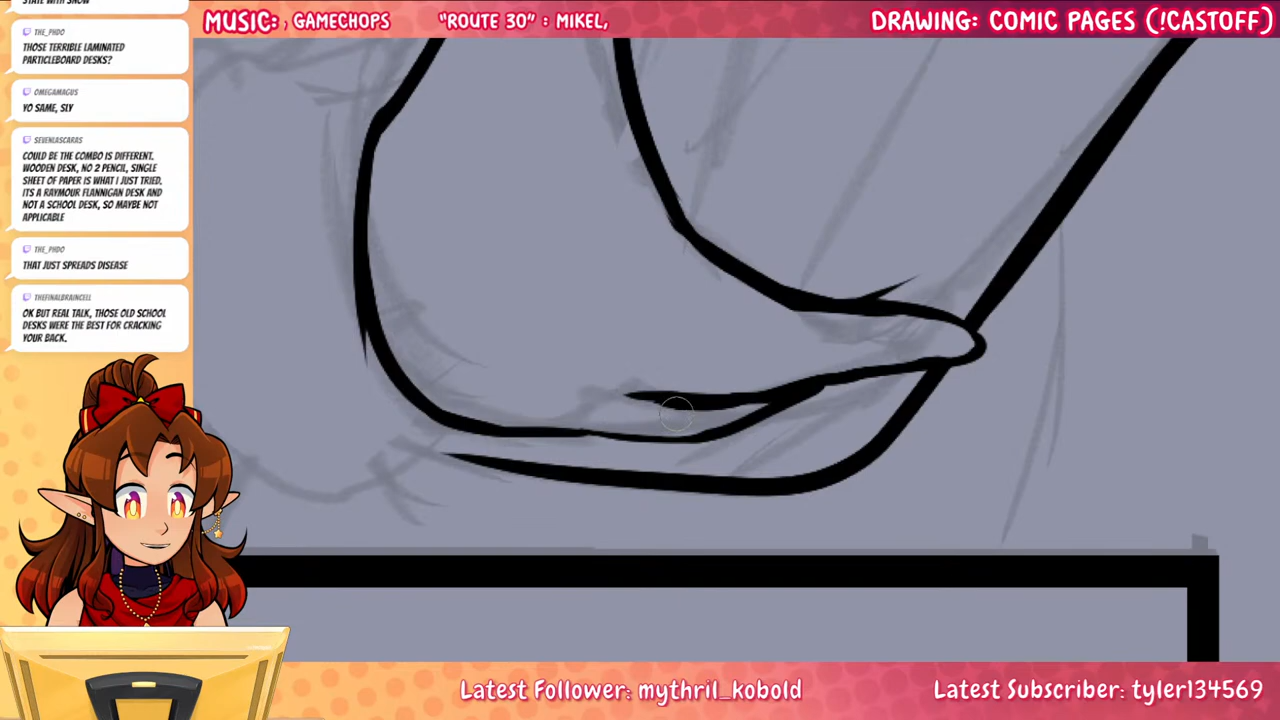 MUSIC: , GAMECHOPS "ROUTE 30" : MIKEL,
DRAWING: COMIC PAGES (!CASTOFF)
STATE WITH SNOW
THE_PHDO
THOSE TERRIBLE LAMINATED
PARTICLEBOARD DESKS?
OMEGAMAGUS
YO SAME, SLY
SEVENLASCARAS
COULD BE THE COMBO IS DIFFERENT.
WOODEN DESK, NO 2 PENCIL, SINGLE
SHEET OF PAPER IS WHAT I JUST TRIED.
ITS A RAYMOUR FLANNIGAN DESK AND
NOT A SCHOOL DESK, SO MAYBE NOT
APPLICABLE
THE_PHDO
THAT JUST SPREADS DISEASE
THEFINALBRAINCELL
OK BUT REAL TALK, THOSE OLD SCHOOL
DESKS WERE THE BEST FOR CRACKING
YOUR BACK.
Latest Follower: mythril_kobold
Latest Subscriber: tyler134569